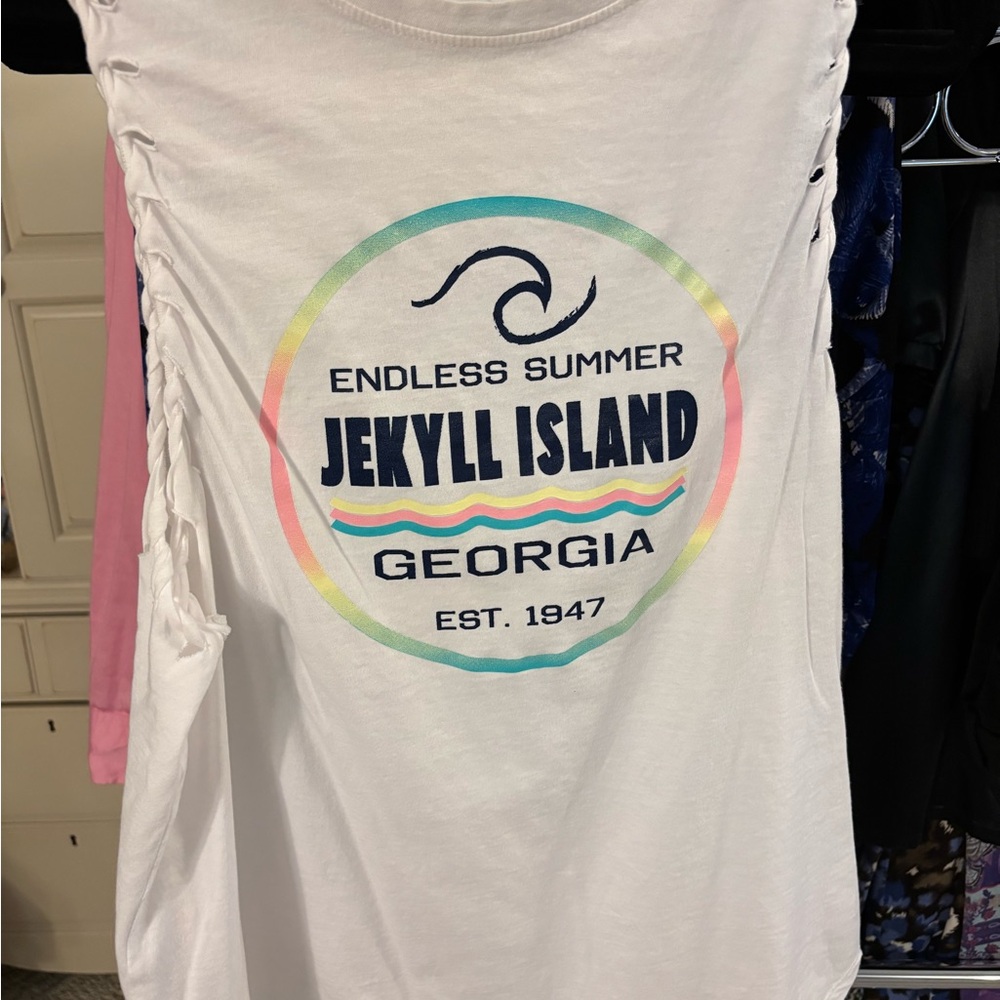 ENDLESS SUMMER
JEKYLL ISLAND
GEORGIA
EST. 1947